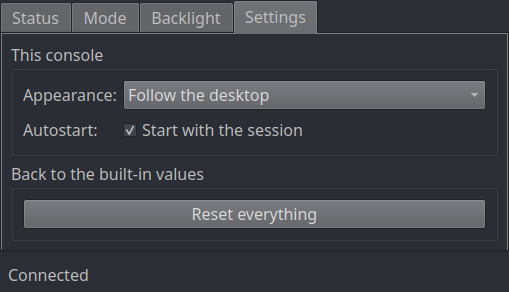 Status Mode Backlight Settings
This console
Appearance: Follow the desktop
Autostart: Start with the session
Back to the built-in values
Reset everything
Connected